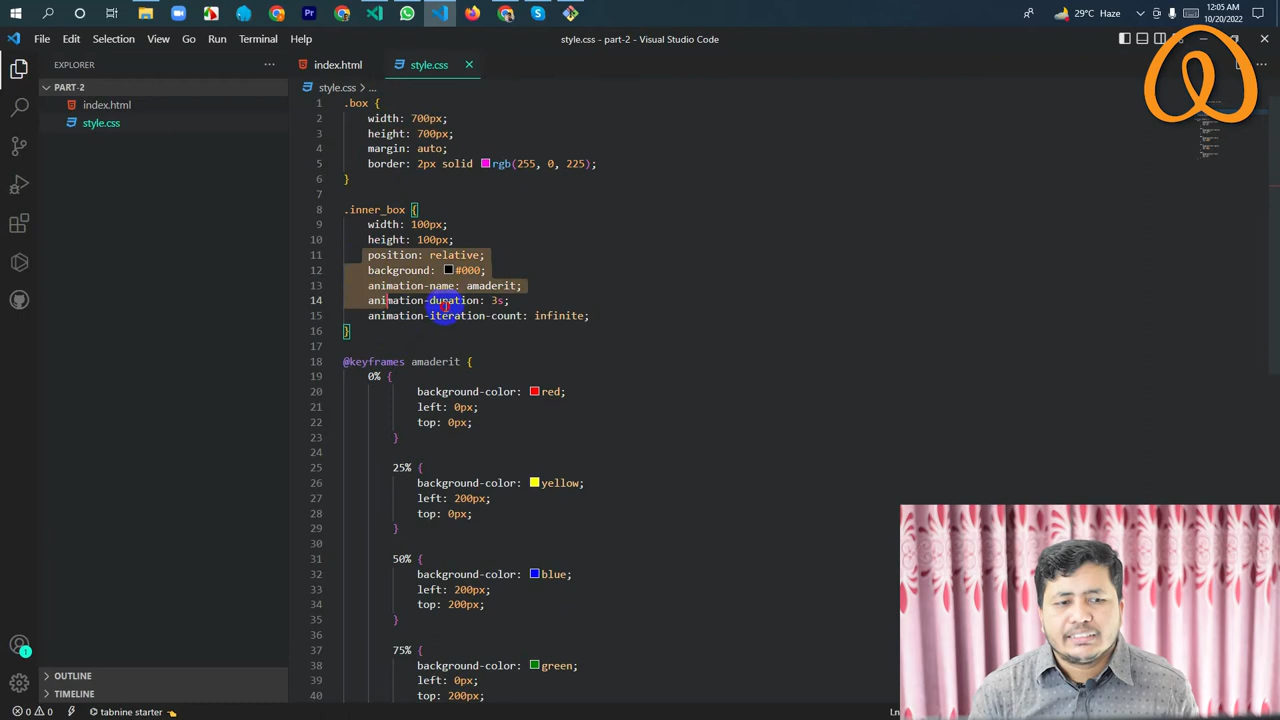 29°C Haze
12:05 AM
10/20/2022
File Edit Selection View Go Run Terminal Help
style.css - part-2 - Visual Studio Code
EXPLORER
index.html
style.css
PART-2
style.css > ...
index.html
style.css
1 .box {
2 width: 700px;
3 height: 700px;
4 margin: auto;
5 border: 2px solid rgb(255, 0, 225);
6 }
7
8 .inner_box {
9 width: 100px;
10 height: 100px;
11 position: relative;
12 background: #000;
13 animation-name: amaderit;
14 animation-duration: 3s;
15 animation-iteration-count: infinite;
16 }
17
18 @keyframes amaderit {
19 0% {
20 background-color: red;
21 left: 0px;
22 top: 0px;
23 }
24
25 25% {
26 background-color: yellow;
27 left: 200px;
28 top: 0px;
29 }
30
31 50% {
32 background-color: blue;
33 left: 200px;
34 top: 200px;
35 }
36
37 75% {
38 background-color: green;
39 left: 0px;
40 top: 200px;
OUTLINE
TIMELINE
1
0 0 tabnine starter
Ln